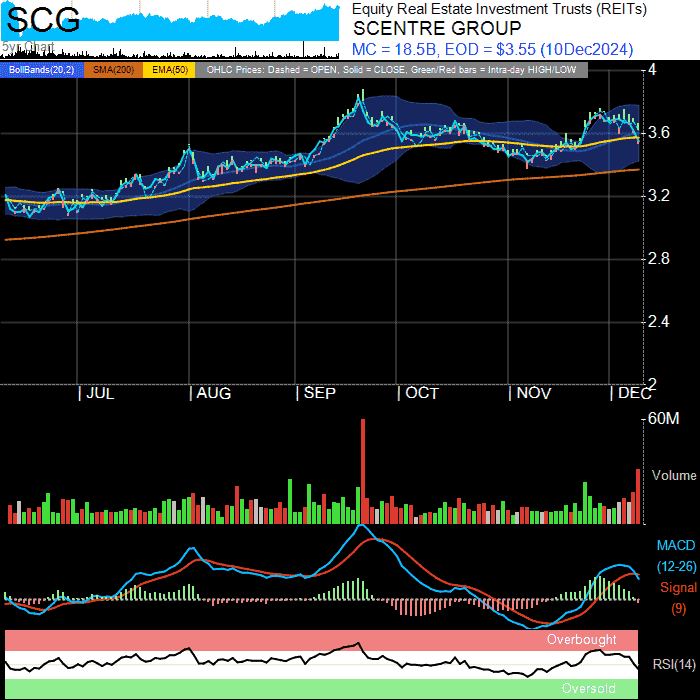 SCG
5yrs Chart
Equity Real Estate Investment Trusts (REITs)
SCENTRE GROUP
MC = 18.5B, EOD = $3.55 (10Dec2024)
BollBands(20,2) SMA(200) EMA(50) OHLC Prices: Dashed = OPEN, Solid = CLOSE, Green/Red bars = Intra-day HIGH/LOW
4
3.6
3.2
2.8
2.4
2
| JUL | AUG | SEP | OCT | NOV | DEC
60M
Volume
MACD
(12-26)
Signal
(9)
Overbought
RSI(14)
Oversold